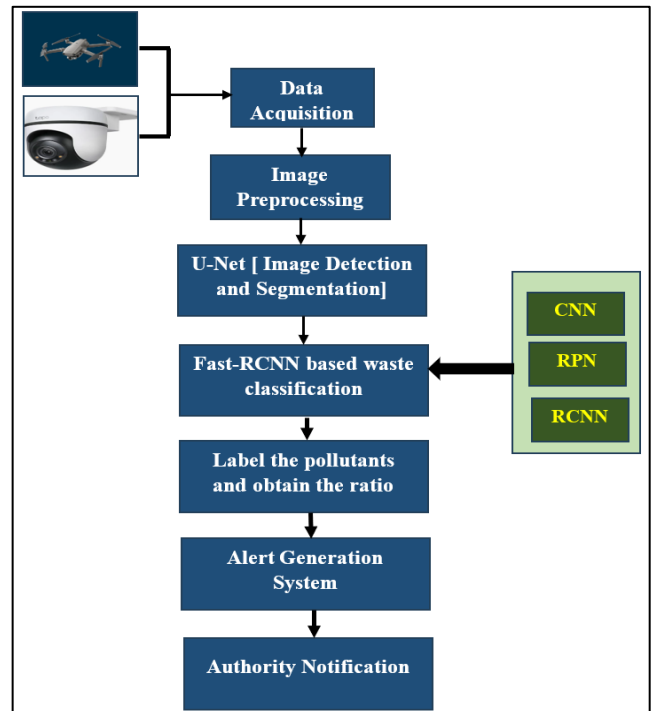 Data
Acquisition
Image
Preprocessing
U-Net [ Image Detection
and Segmentation]
CNN
RPN
RCNN
Fast-RCNN based waste
classification
Label the pollutants
and obtain the ratio
Alert Generation
System
Authority Notification